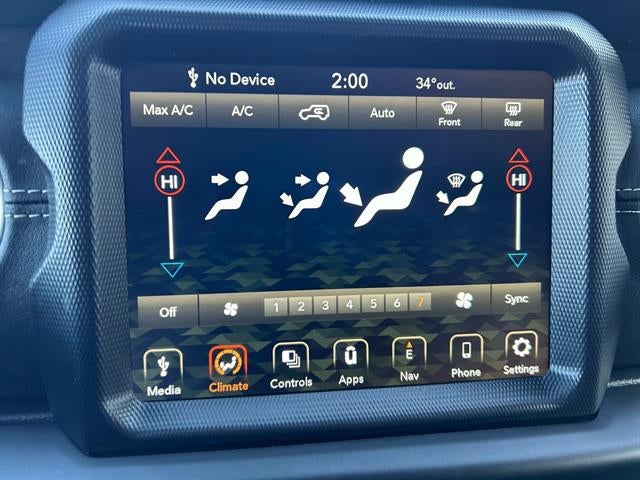 No Device 2:00 34°out.
Max A/C A/C Auto Front Rear
HI HI
Off 1 2 3 4 5 6 7 Sync
E
Media Climate Controls Apps Nav Phone Settings